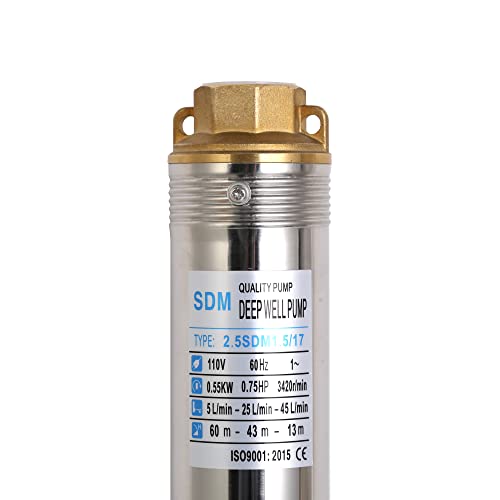 QUALITY PUMP
SDM DEEP WELL PUMP
TYPE: 2.5SDM1.5/17
110V 60Hz 1~
0.55KW 0.75HP 3420r/min
5 L/min – 25 L/min – 45 L/min
60 m – 43 m – 13 m
ISO9001: 2015 CE